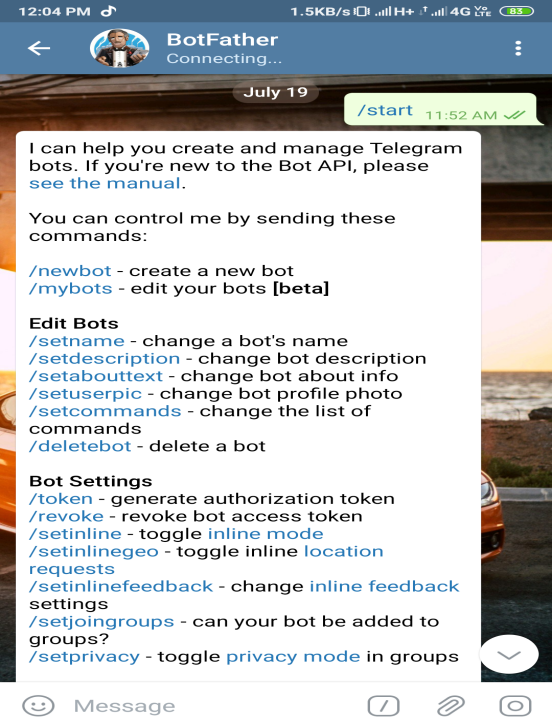 12:04 PM 1.5KB/s H+ 4G Vo LTE 83
BotFather
Connecting...
July 19
/start 11:52 AM
I can help you create and manage Telegram
bots. If you're new to the Bot API, please
see the manual.
You can control me by sending these
commands:
/newbot - create a new bot
/mybots - edit your bots [beta]
Edit Bots
/setname - change a bot's name
/setdescription - change bot description
/setabouttext - change bot about info
/setuserpic - change bot profile photo
/setcommands - change the list of
commands
/deletebot - delete a bot
Bot Settings
/token - generate authorization token
/revoke - revoke bot access token
/setinline - toggle inline mode
/setinlinegeo - toggle inline location
requests
/setinlinefeedback - change inline feedback
settings
/setjoingroups - can your bot be added to
groups?
/setprivacy - toggle privacy mode in groups
Message